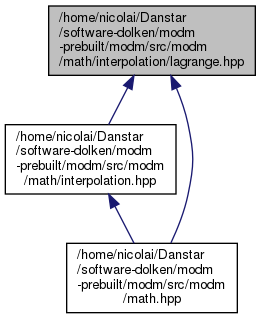 /home/nicolai/Danstar
/software-dolken/modm
-prebuilt/modm/src/modm
/math/interpolation/lagrange.hpp
/home/nicolai/Danstar
/software-dolken/modm
-prebuilt/modm/src/modm
/math/interpolation.hpp
/home/nicolai/Danstar
/software-dolken/modm
-prebuilt/modm/src/modm
/math.hpp